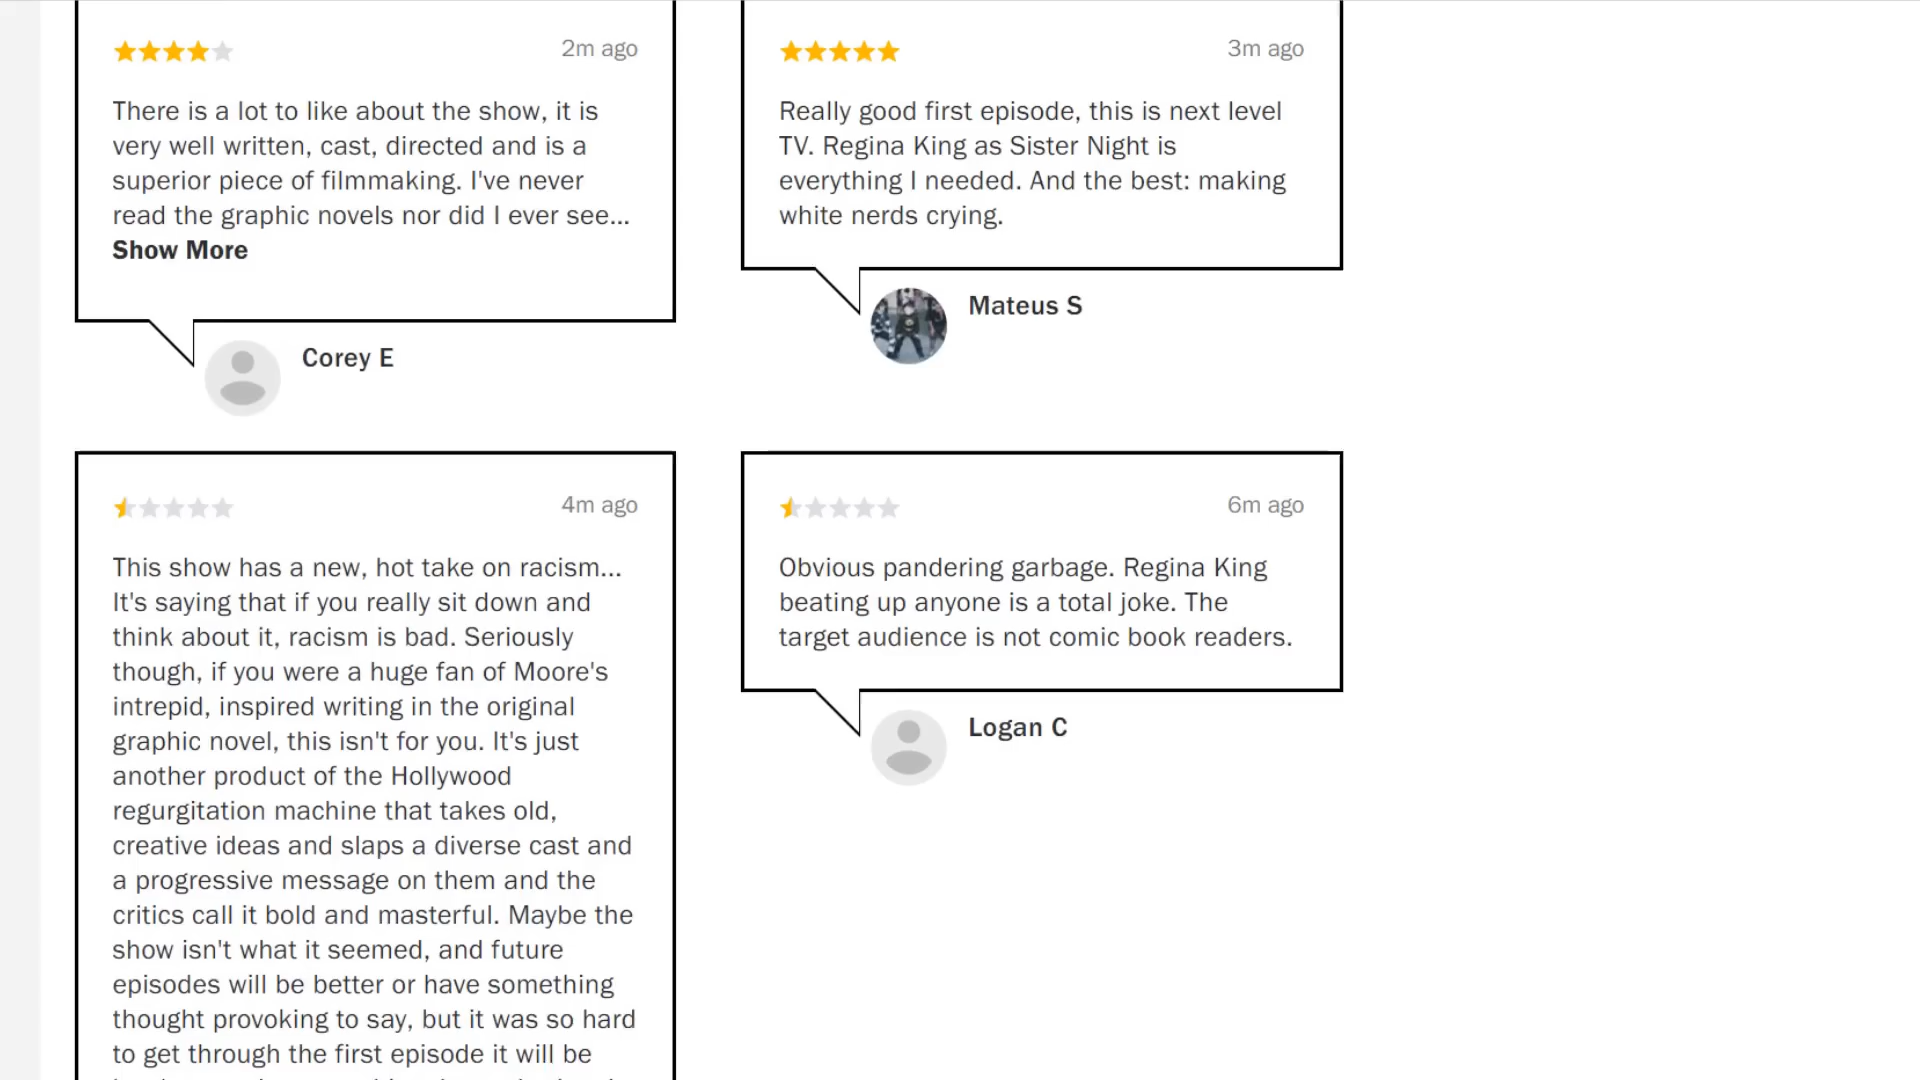 2m ago
There is a lot to like about the show, it is
very well written, cast, directed and is a
superior piece of filmmaking. I've never
read the graphic novels nor did I ever see...
Show More
Corey E
3m ago
Really good first episode, this is next level
TV. Regina King as Sister Night is
everything I needed. And the best: making
white nerds crying.
Mateus S
4m ago
This show has a new, hot take on racism...
It's saying that if you really sit down and
think about it, racism is bad. Seriously
though, if you were a huge fan of Moore's
intrepid, inspired writing in the original
graphic novel, this isn't for you. It's just
another product of the Hollywood
regurgitation machine that takes old,
creative ideas and slaps a diverse cast and
a progressive message on them and the
critics call it bold and masterful. Maybe the
show isn't what it seemed, and future
episodes will be better or have something
thought provoking to say, but it was so hard
to get through the first episode it will be
6m ago
Obvious pandering garbage. Regina King
beating up anyone is a total joke. The
target audience is not comic book readers.
Logan C